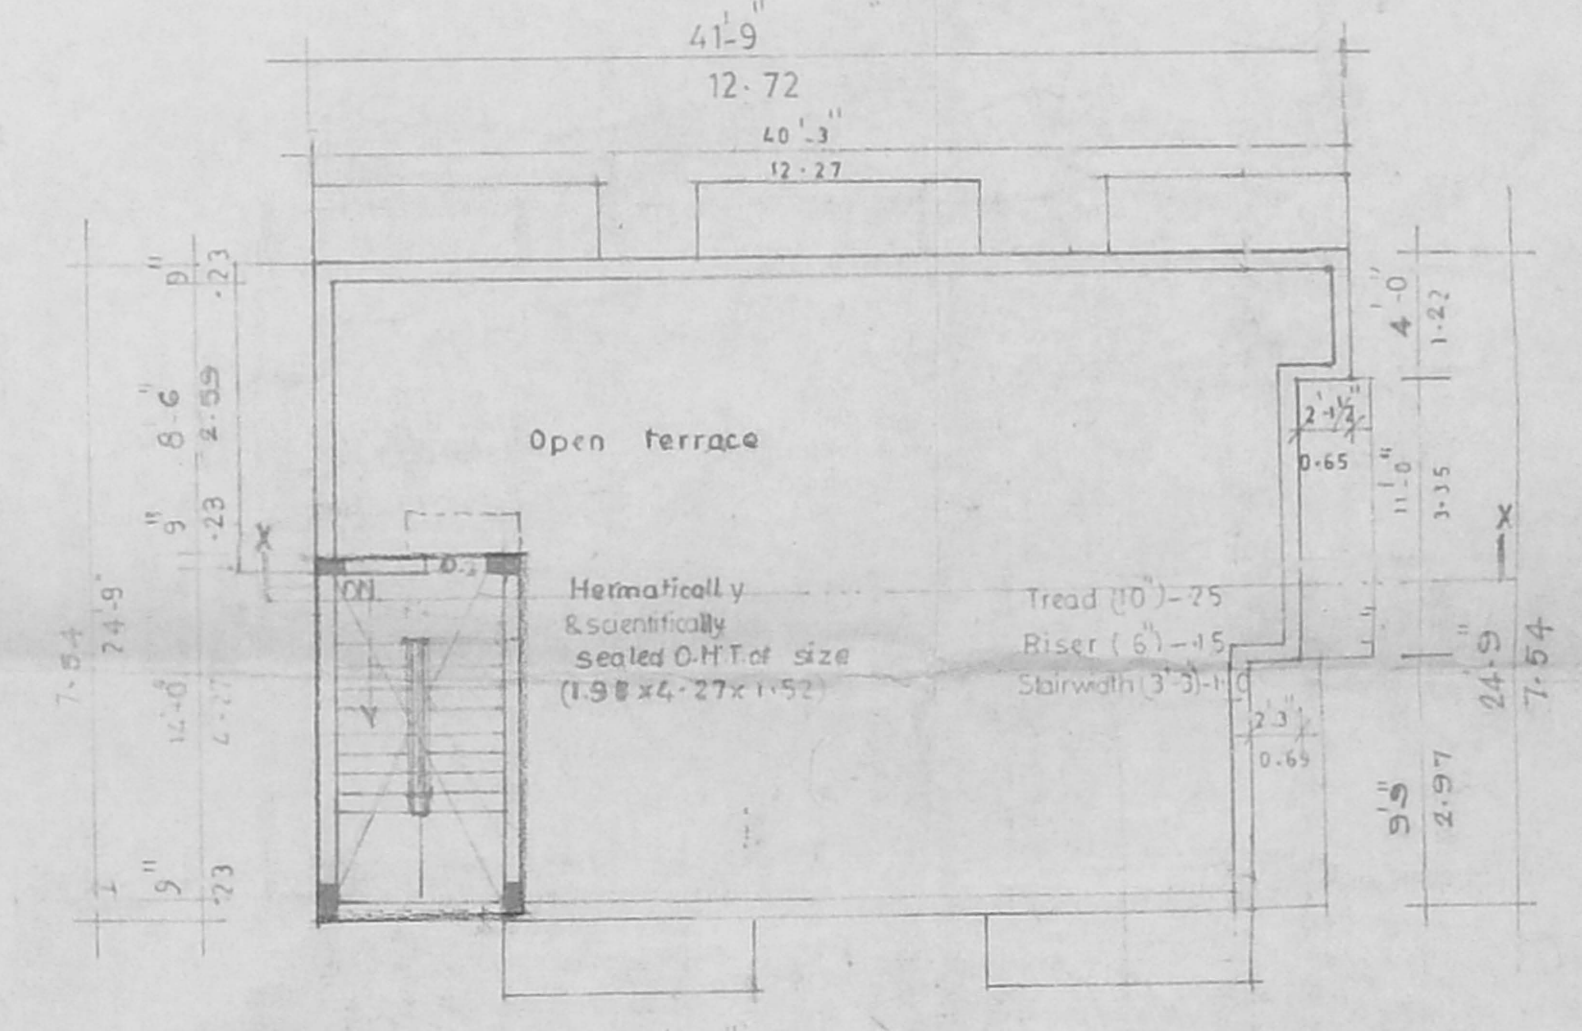 41'-9"
12.72
40'-3"
12.27
9"
.23
8'-6"
2.59
9"
.23
24'-9"
7.54
14'-0"
4.27
9"
.23
4'-0"
1.22
2'-1½"
0.65
11'-0"
3.35
x
x
Open terrace
DN.
Hermatically
& scientifically
sealed O.H.T. of size
(1.98 x 4.27 x 1.52)
Tread (10") - 25
Riser (6") - .15
Stairwidth (3'-3) - 1.0
2'3"
0.69
9'9"
2.97
24'-9"
7.54